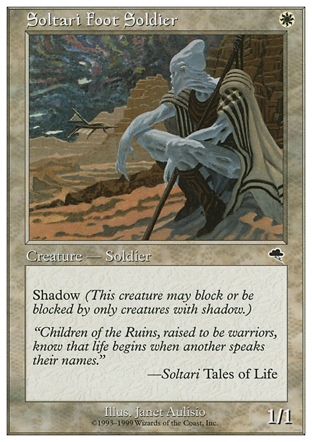 Soltari Foot Soldier
Creature — Soldier
Shadow (This creature may block or be
blocked by only creatures with shadow.)
“Children of the Ruins, raised to be warriors,
know that life begins when another speaks
their names.”
—Soltari Tales of Life
Illus. Janet Aulisio
©1993–1999 Wizards of the Coast, Inc.
1/1